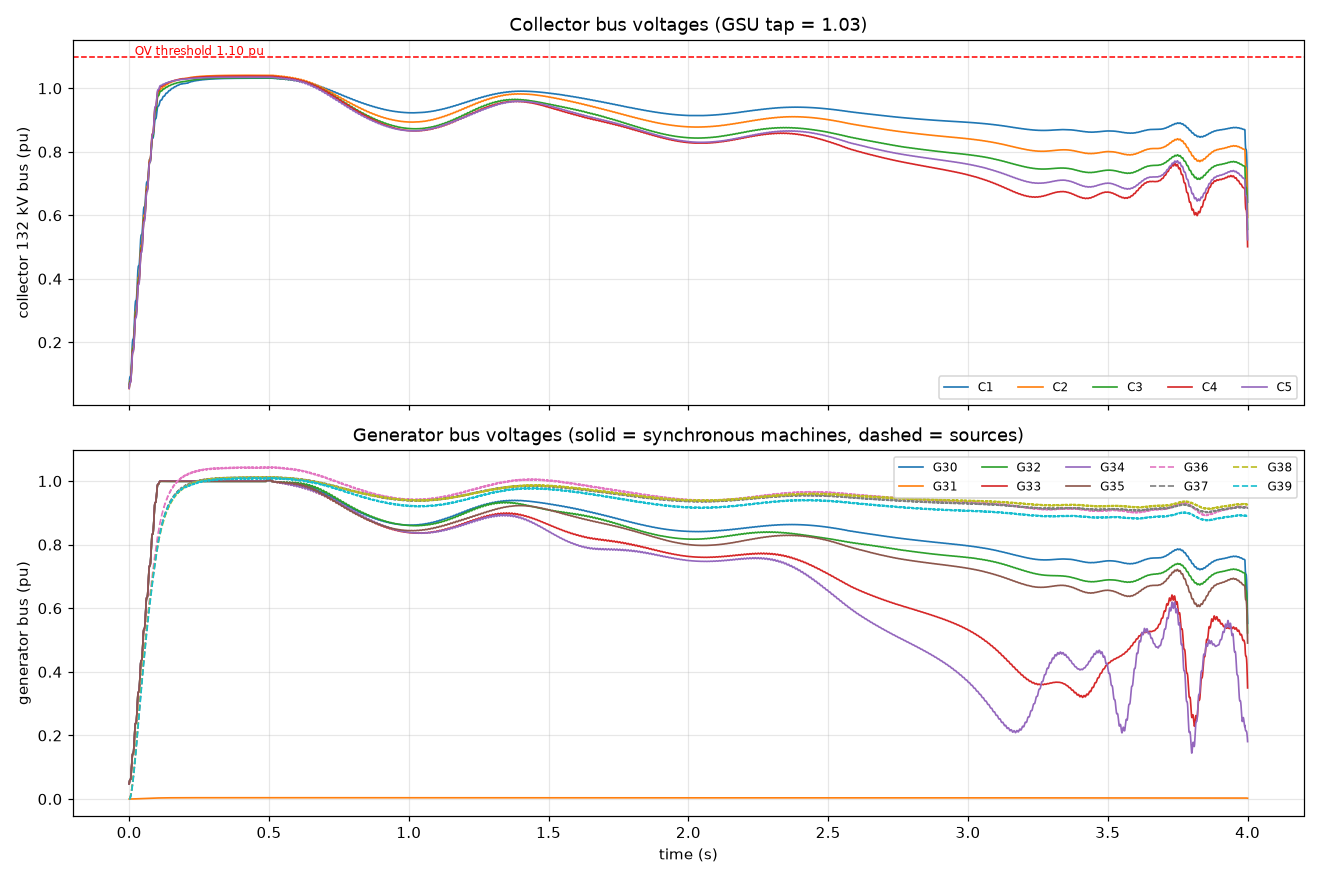 Collector bus voltages (GSU tap = 1.03)
OV threshold 1.10 pu
collector 132 kV bus (pu)
1.0
0.8
0.6
0.4
0.2
C1 C2 C3 C4 C5
Generator bus voltages (solid = synchronous machines, dashed = sources)
generator bus (pu)
1.0
0.8
0.6
0.4
0.2
0.0
G30 G32 G34 G36 G38
G31 G33 G35 G37 G39
0.0 0.5 1.0 1.5 2.0 2.5 3.0 3.5 4.0
time (s)